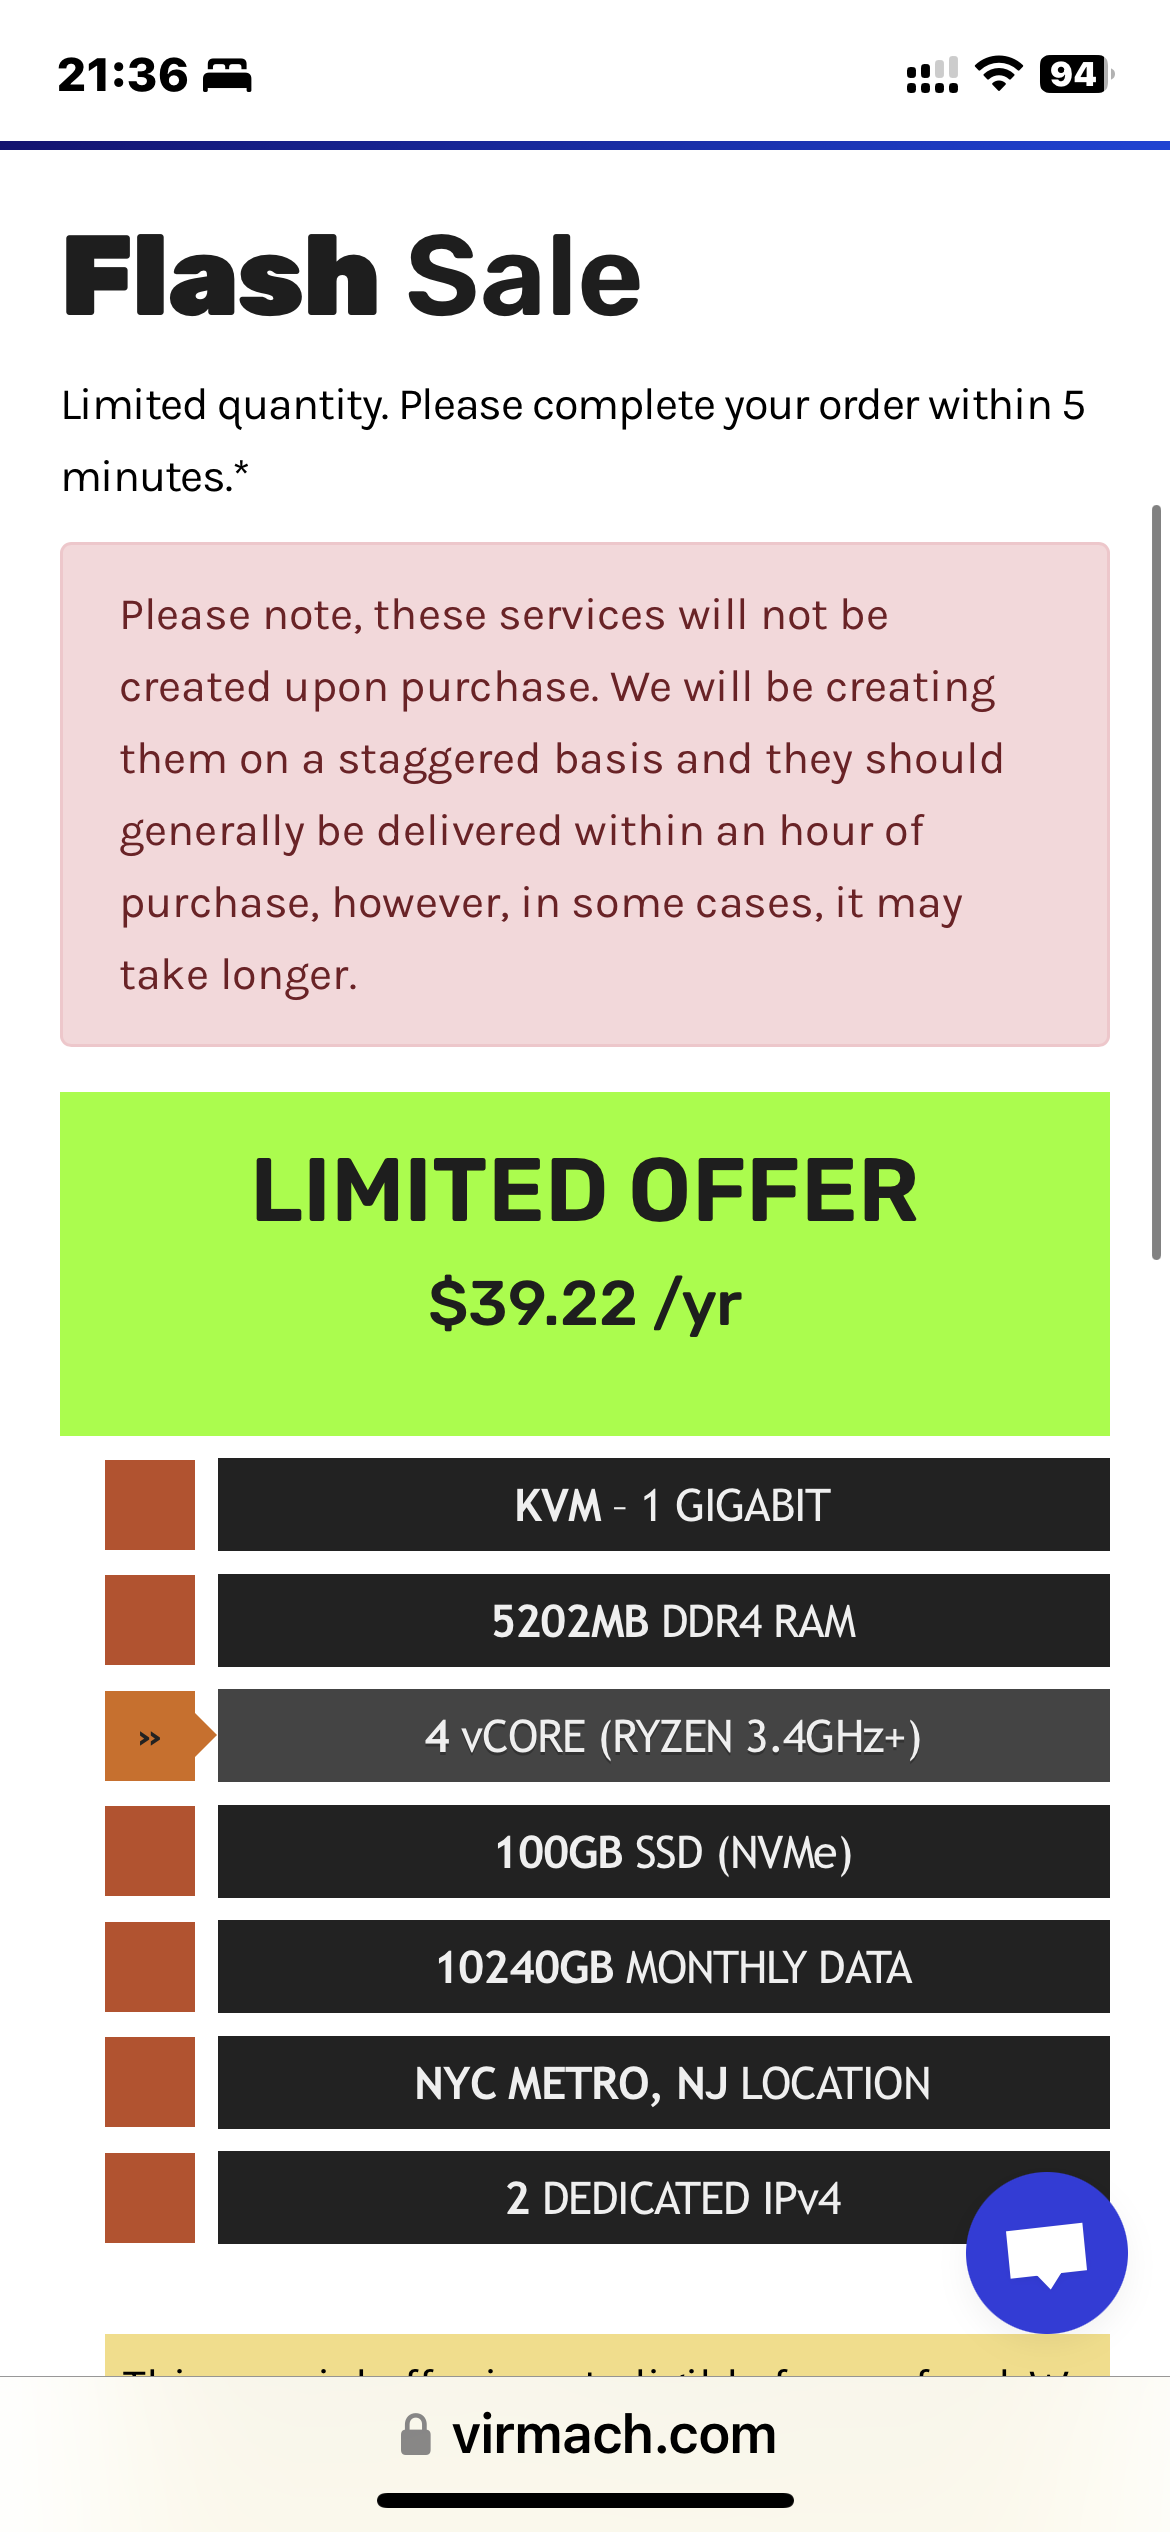 21:36
94
Flash Sale
Limited quantity. Please complete your order within 5
minutes.*
Please note, these services will not be
created upon purchase. We will be creating
them on a staggered basis and they should
generally be delivered within an hour of
purchase, however, in some cases, it may
take longer.
LIMITED OFFER
$39.22 /yr
KVM - 1 GIGABIT
5202MB DDR4 RAM
» 4 vCORE (RYZEN 3.4GHz+)
100GB SSD (NVMe)
10240GB MONTHLY DATA
NYC METRO, NJ LOCATION
2 DEDICATED IPv4
virmach.com